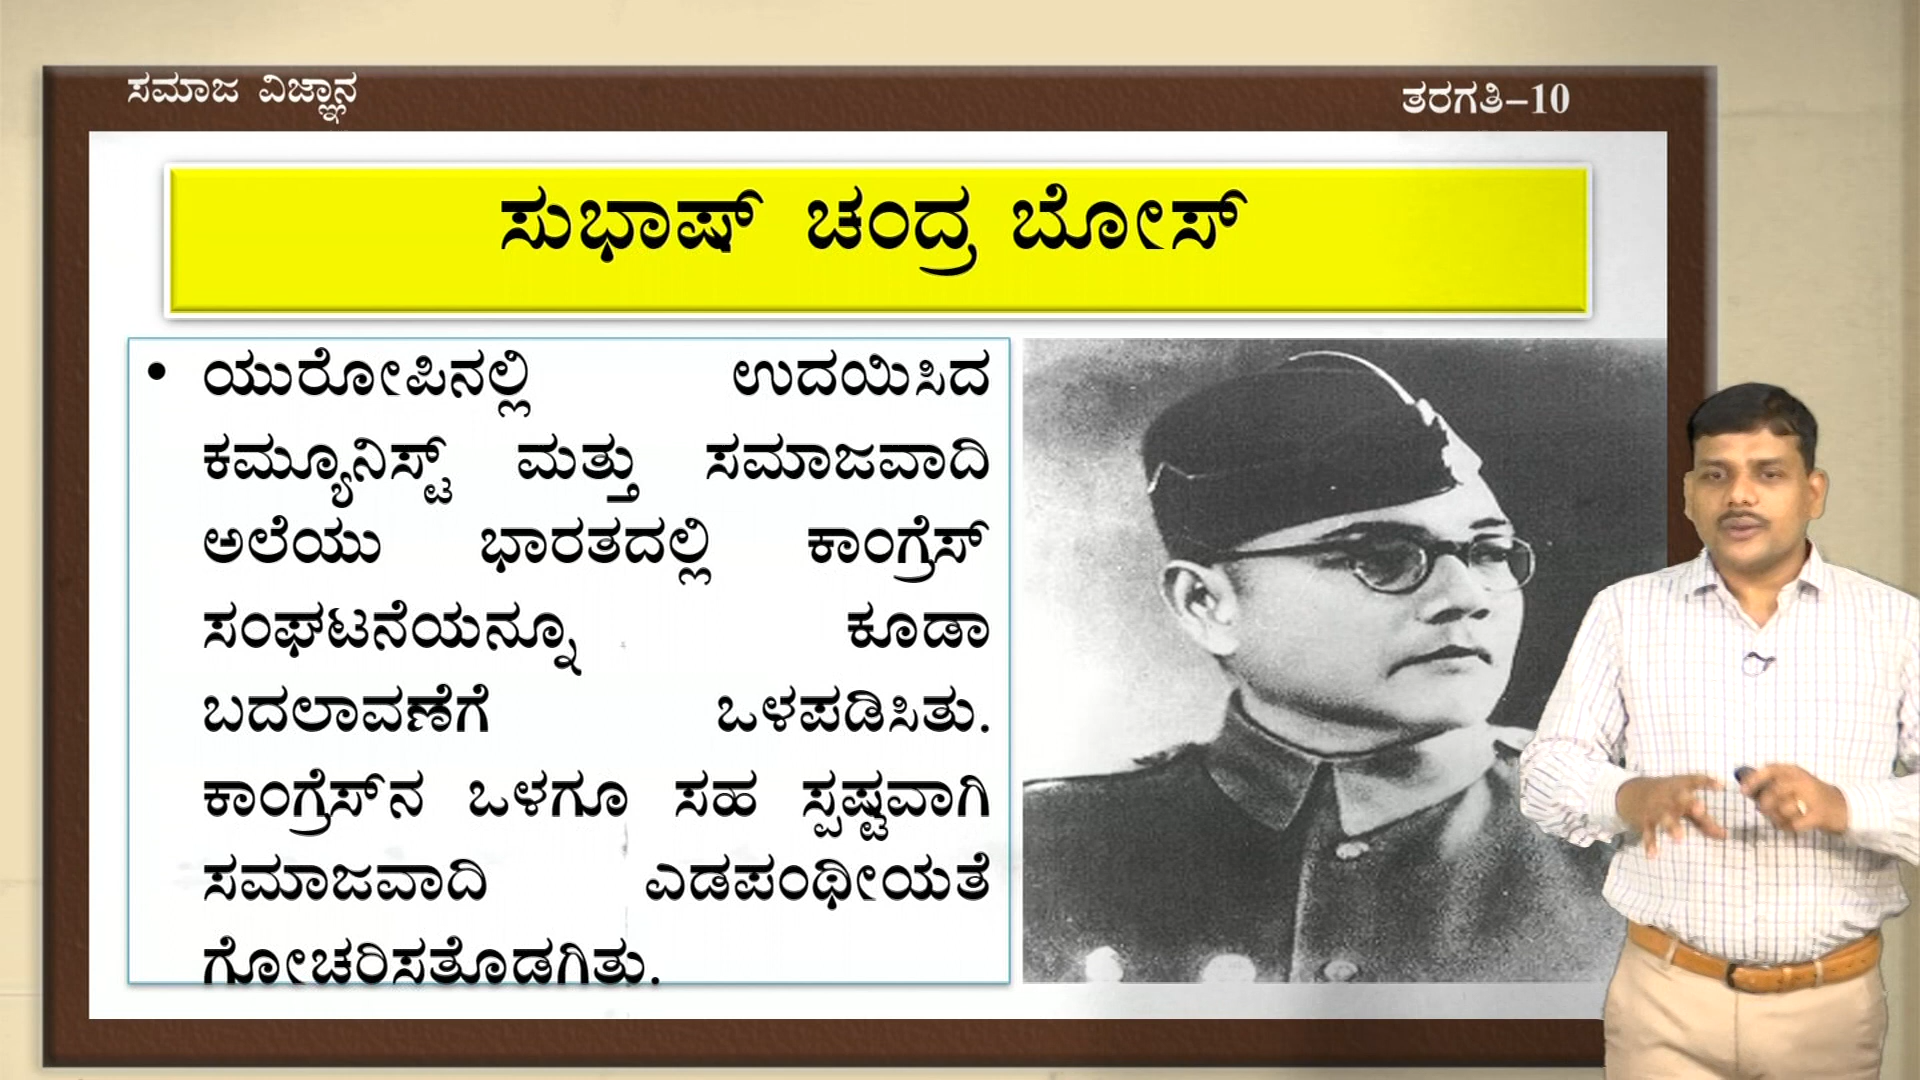 ಸಮಾಜ ವಿಜ್ಞಾನ
ತರಗತಿ-10
ಸುಭಾಷ್ ಚಂದ್ರ ಬೋಸ್
• ಯುರೋಪಿನಲ್ಲಿ ಉದಯಿಸಿದ
ಕಮ್ಯೂನಿಸ್ಟ್ ಮತ್ತು ಸಮಾಜವಾದಿ
ಅಲೆಯು ಭಾರತದಲ್ಲಿ ಕಾಂಗ್ರೆಸ್
ಸಂಘಟನೆಯನ್ನೂ ಕೂಡಾ
ಬದಲಾವಣೆಗೆ ಒಳಪಡಿಸಿತು.
ಕಾಂಗ್ರೆಸ್‌ನ ಒಳಗೂ ಸಹ ಸ್ಪಷ್ಟವಾಗಿ
ಸಮಾಜವಾದಿ ಎಡಪಂಥೀಯತೆ
ಗೋಚರಿಸತೊಡಗಿತು.